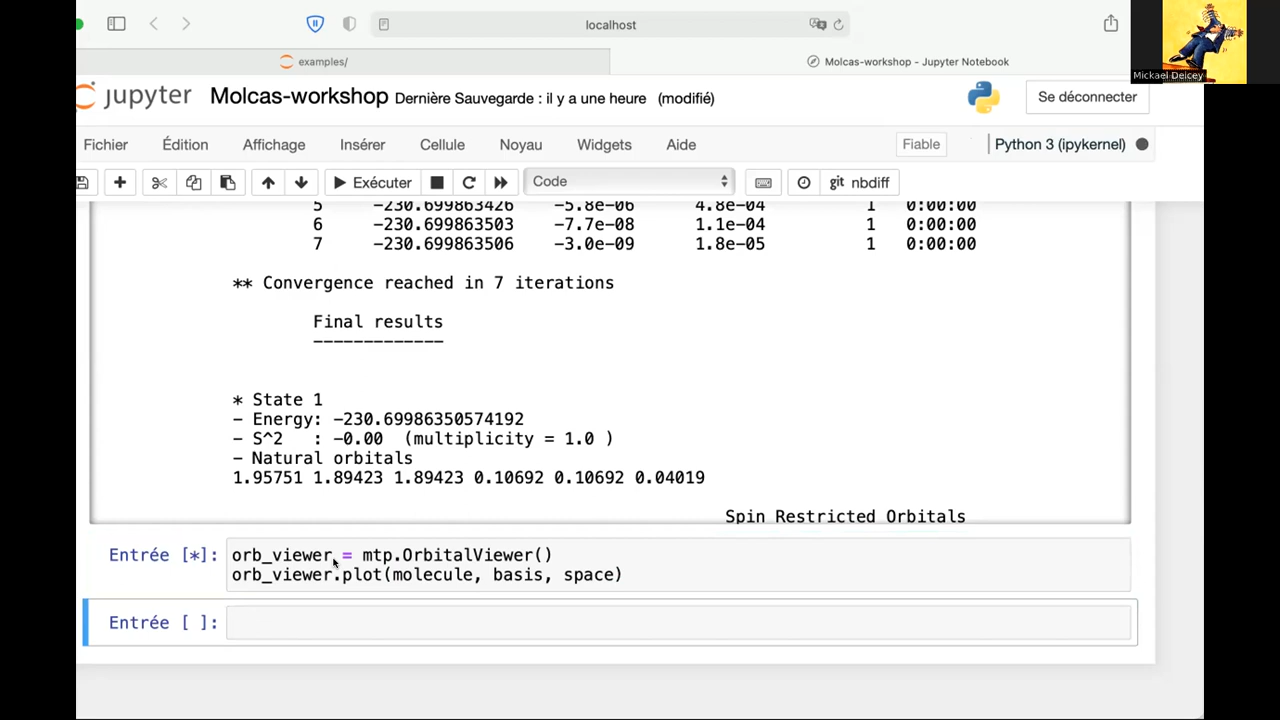 localhost
examples/
Molcas-workshop - Jupyter Notebook
Mickael Delcey
jupyter Molcas-workshop Dernière Sauvegarde : il y a une heure (modifié)
Se déconnecter
Fichier Édition Affichage Insérer Cellule Noyau Widgets Aide
Fiable
Python 3 (ipykernel)
Exécuter
Code
git nbdiff
5 -230.699863426 -5.8e-06 4.8e-04 1 0:00:00
6 -230.699863503 -7.7e-08 1.1e-04 1 0:00:00
7 -230.699863506 -3.0e-09 1.8e-05 1 0:00:00
** Convergence reached in 7 iterations
Final results
-------------
* State 1
- Energy: -230.69986350574192
- S^2 : -0.00 (multiplicity = 1.0 )
- Natural orbitals
1.95751 1.89423 1.89423 0.10692 0.10692 0.04019
Spin Restricted Orbitals
Entrée [*]: orb_viewer = mtp.OrbitalViewer()
orb_viewer.plot(molecule, basis, space)
Entrée [ ]: